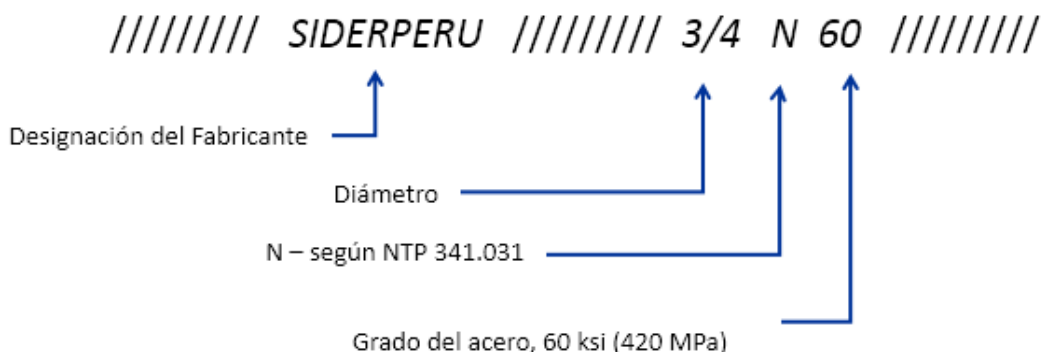 ///////// SIDERPERU ///////// 3/4 N 60 /////////
Designación del Fabricante
Diámetro
N – según NTP 341.031
Grado del acero, 60 ksi (420 MPa)